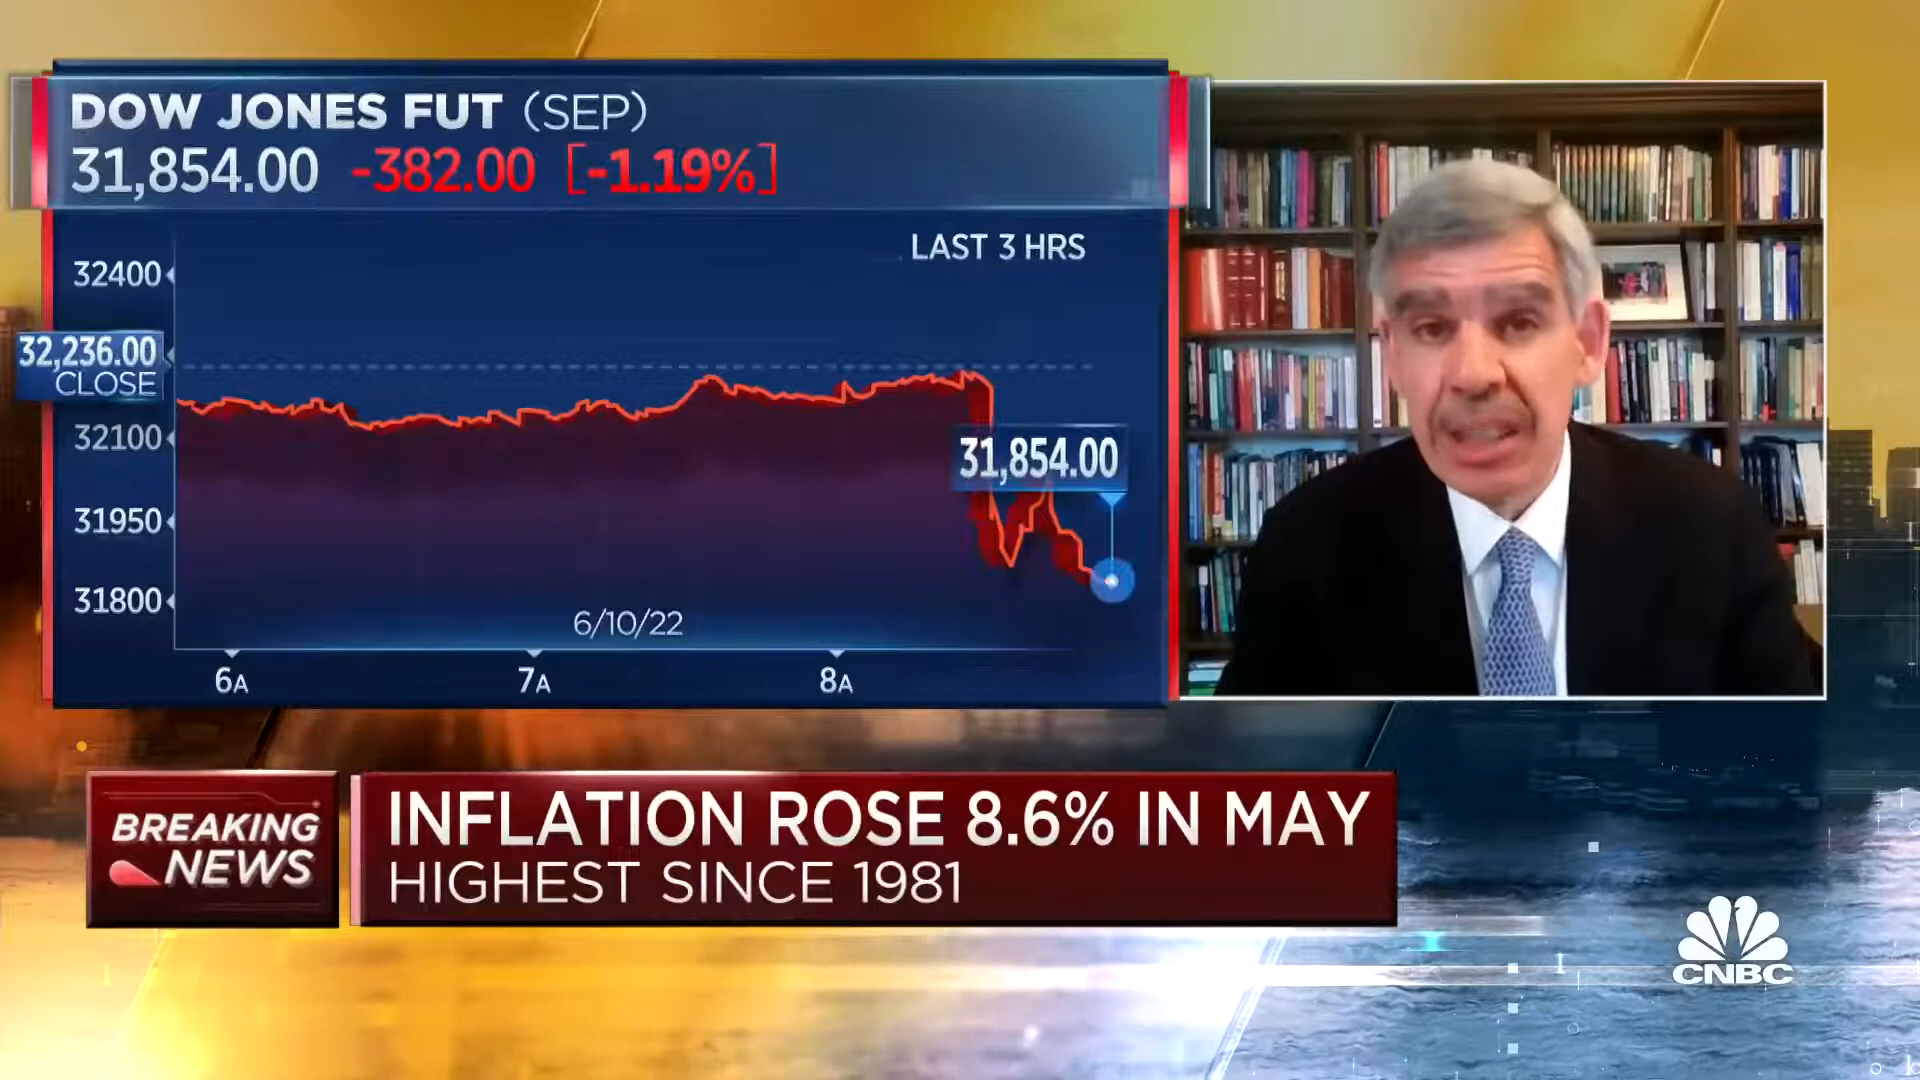 DOW JONES FUT (SEP)
31,854.00 -382.00 [-1.19%]
LAST 3 HRS
32400
32,236.00
CLOSE
32100
31,854.00
31950
31800
6/10/22
6A 7A 8A
BREAKING
NEWS
INFLATION ROSE 8.6% IN MAY
HIGHEST SINCE 1981
CNBC